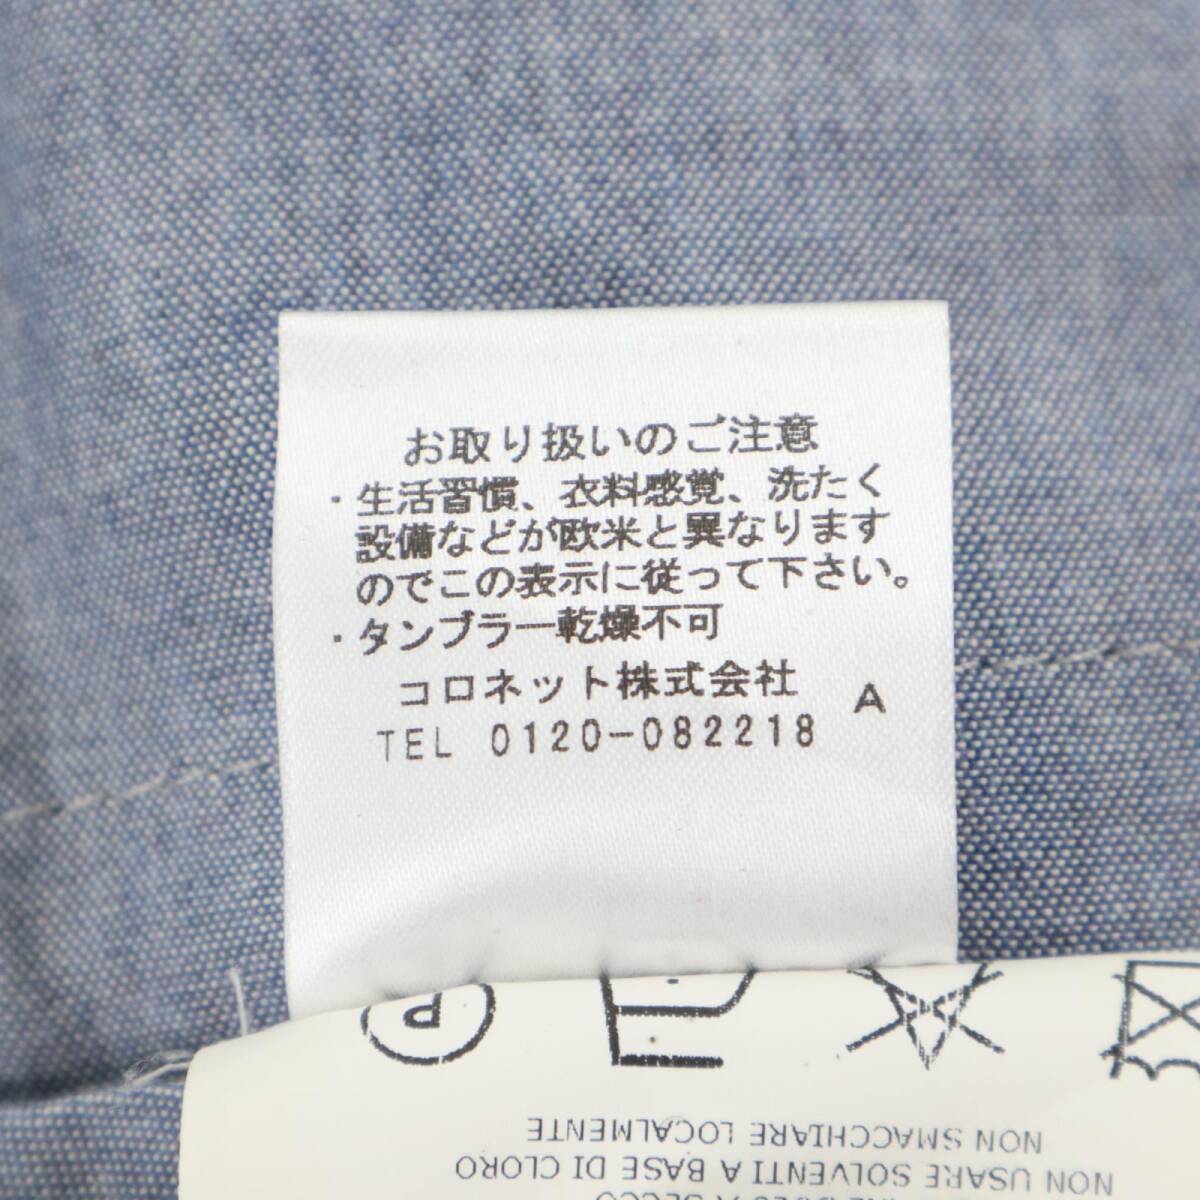 お取り扱いのご注意
・生活習慣、衣料感覚、洗たく
設備などが欧米と異なります
のでこの表示に従って下さい。
・タンブラー乾燥不可
コロネット株式会社
A
TEL 0120-082218
P
NON SMACCHIARE LOCALMENTE
NON USARE SOLVENTI A BASE DI CLORO
A SECCO